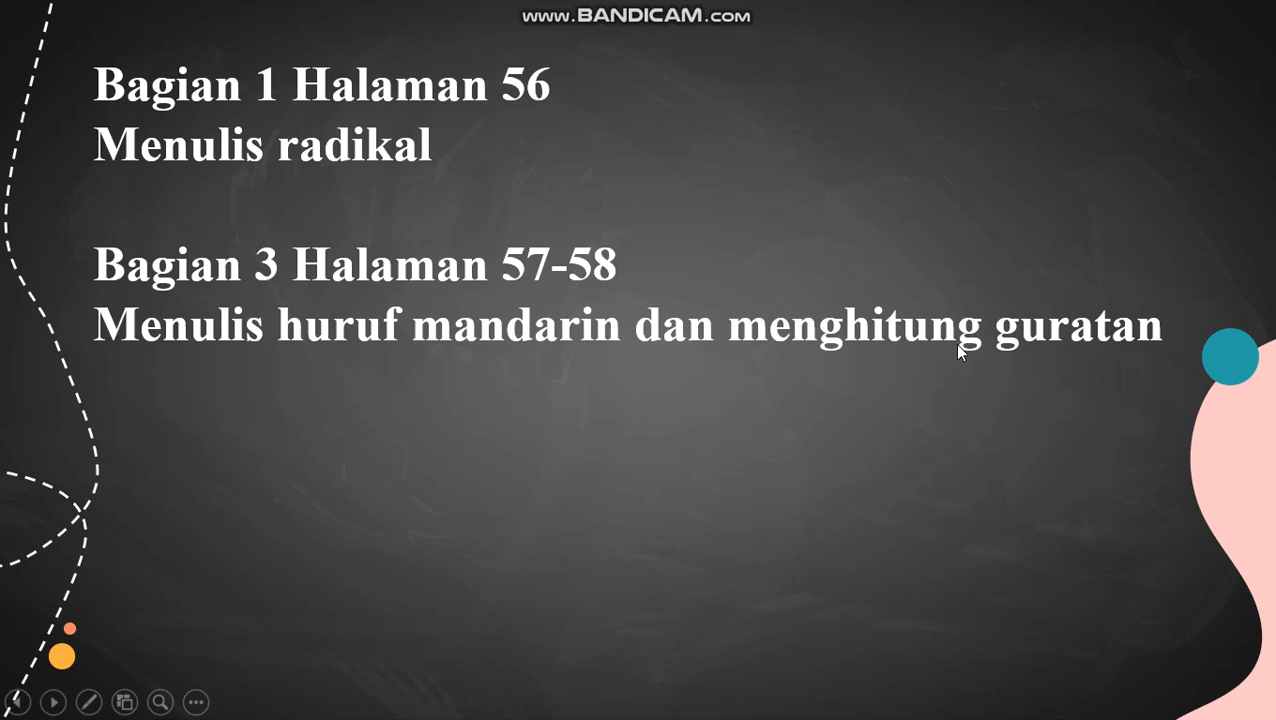 www.BANDICAM.com
Bagian 1 Halaman 56
Menulis radikal
Bagian 3 Halaman 57-58
Menulis huruf mandarin dan menghitung guratan